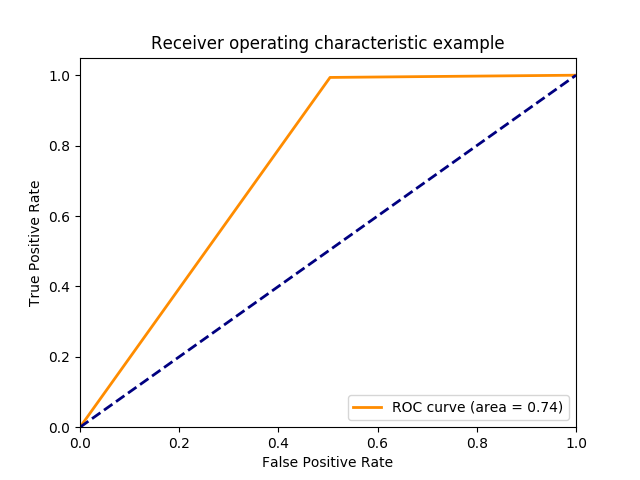 Receiver operating characteristic example
True Positive Rate
1.0
0.8
0.6
0.4
0.2
0.0
ROC curve (area = 0.74)
0.0 0.2 0.4 0.6 0.8 1.0
False Positive Rate